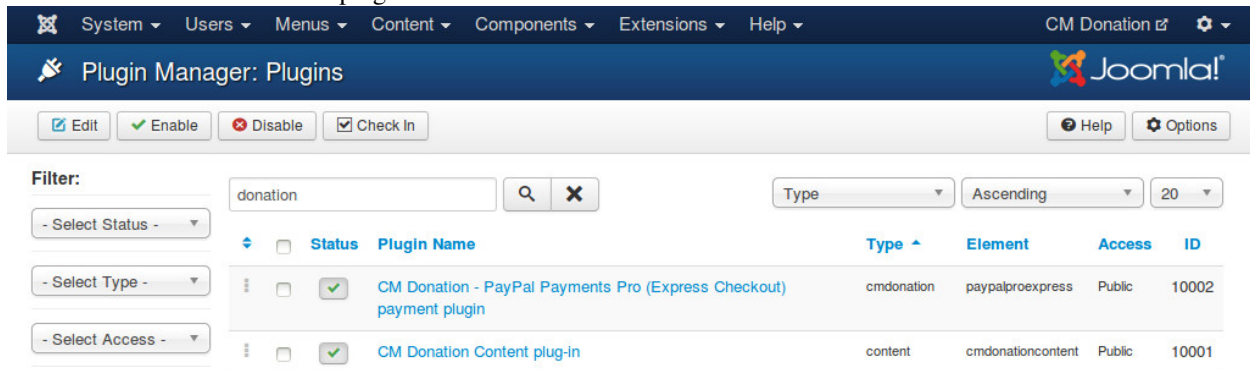 System Users Menus Content Components Extensions Help CM Donation
Plugin Manager: Plugins Joomla!®
Edit Enable Disable Check In Help Options
Filter:
donation Type Ascending 20
- Select Status -
Status Plugin Name Type Element Access ID
- Select Type -
CM Donation - PayPal Payments Pro (Express Checkout) cmdonation paypalproexpress Public 10002
payment plugin
- Select Access -
CM Donation Content plug-in content cmdonationcontent Public 10001